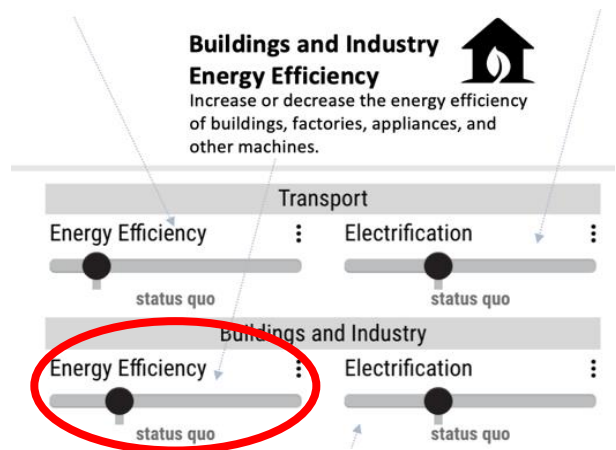 Buildings and Industry
Energy Efficiency
Increase or decrease the energy efficiency
of buildings, factories, appliances, and
other machines.
Transport
Energy Efficiency
Electrification
status quo
status quo
Buildings and Industry
Energy Efficiency
Electrification
status quo
status quo